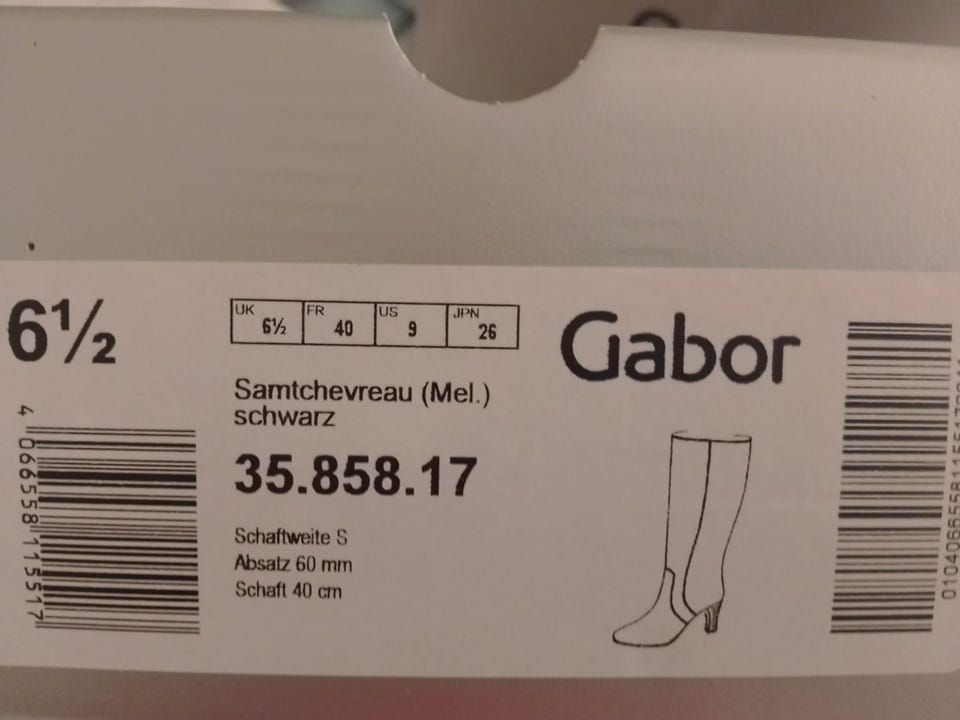 6½
UK 6½ FR 40 US 9 JPN 26
Gabor
Samtchevreau (Mel.)
schwarz
35.858.17
Schaftweite S
Absatz 60 mm
Schaft 40 cm
4 066558 115517